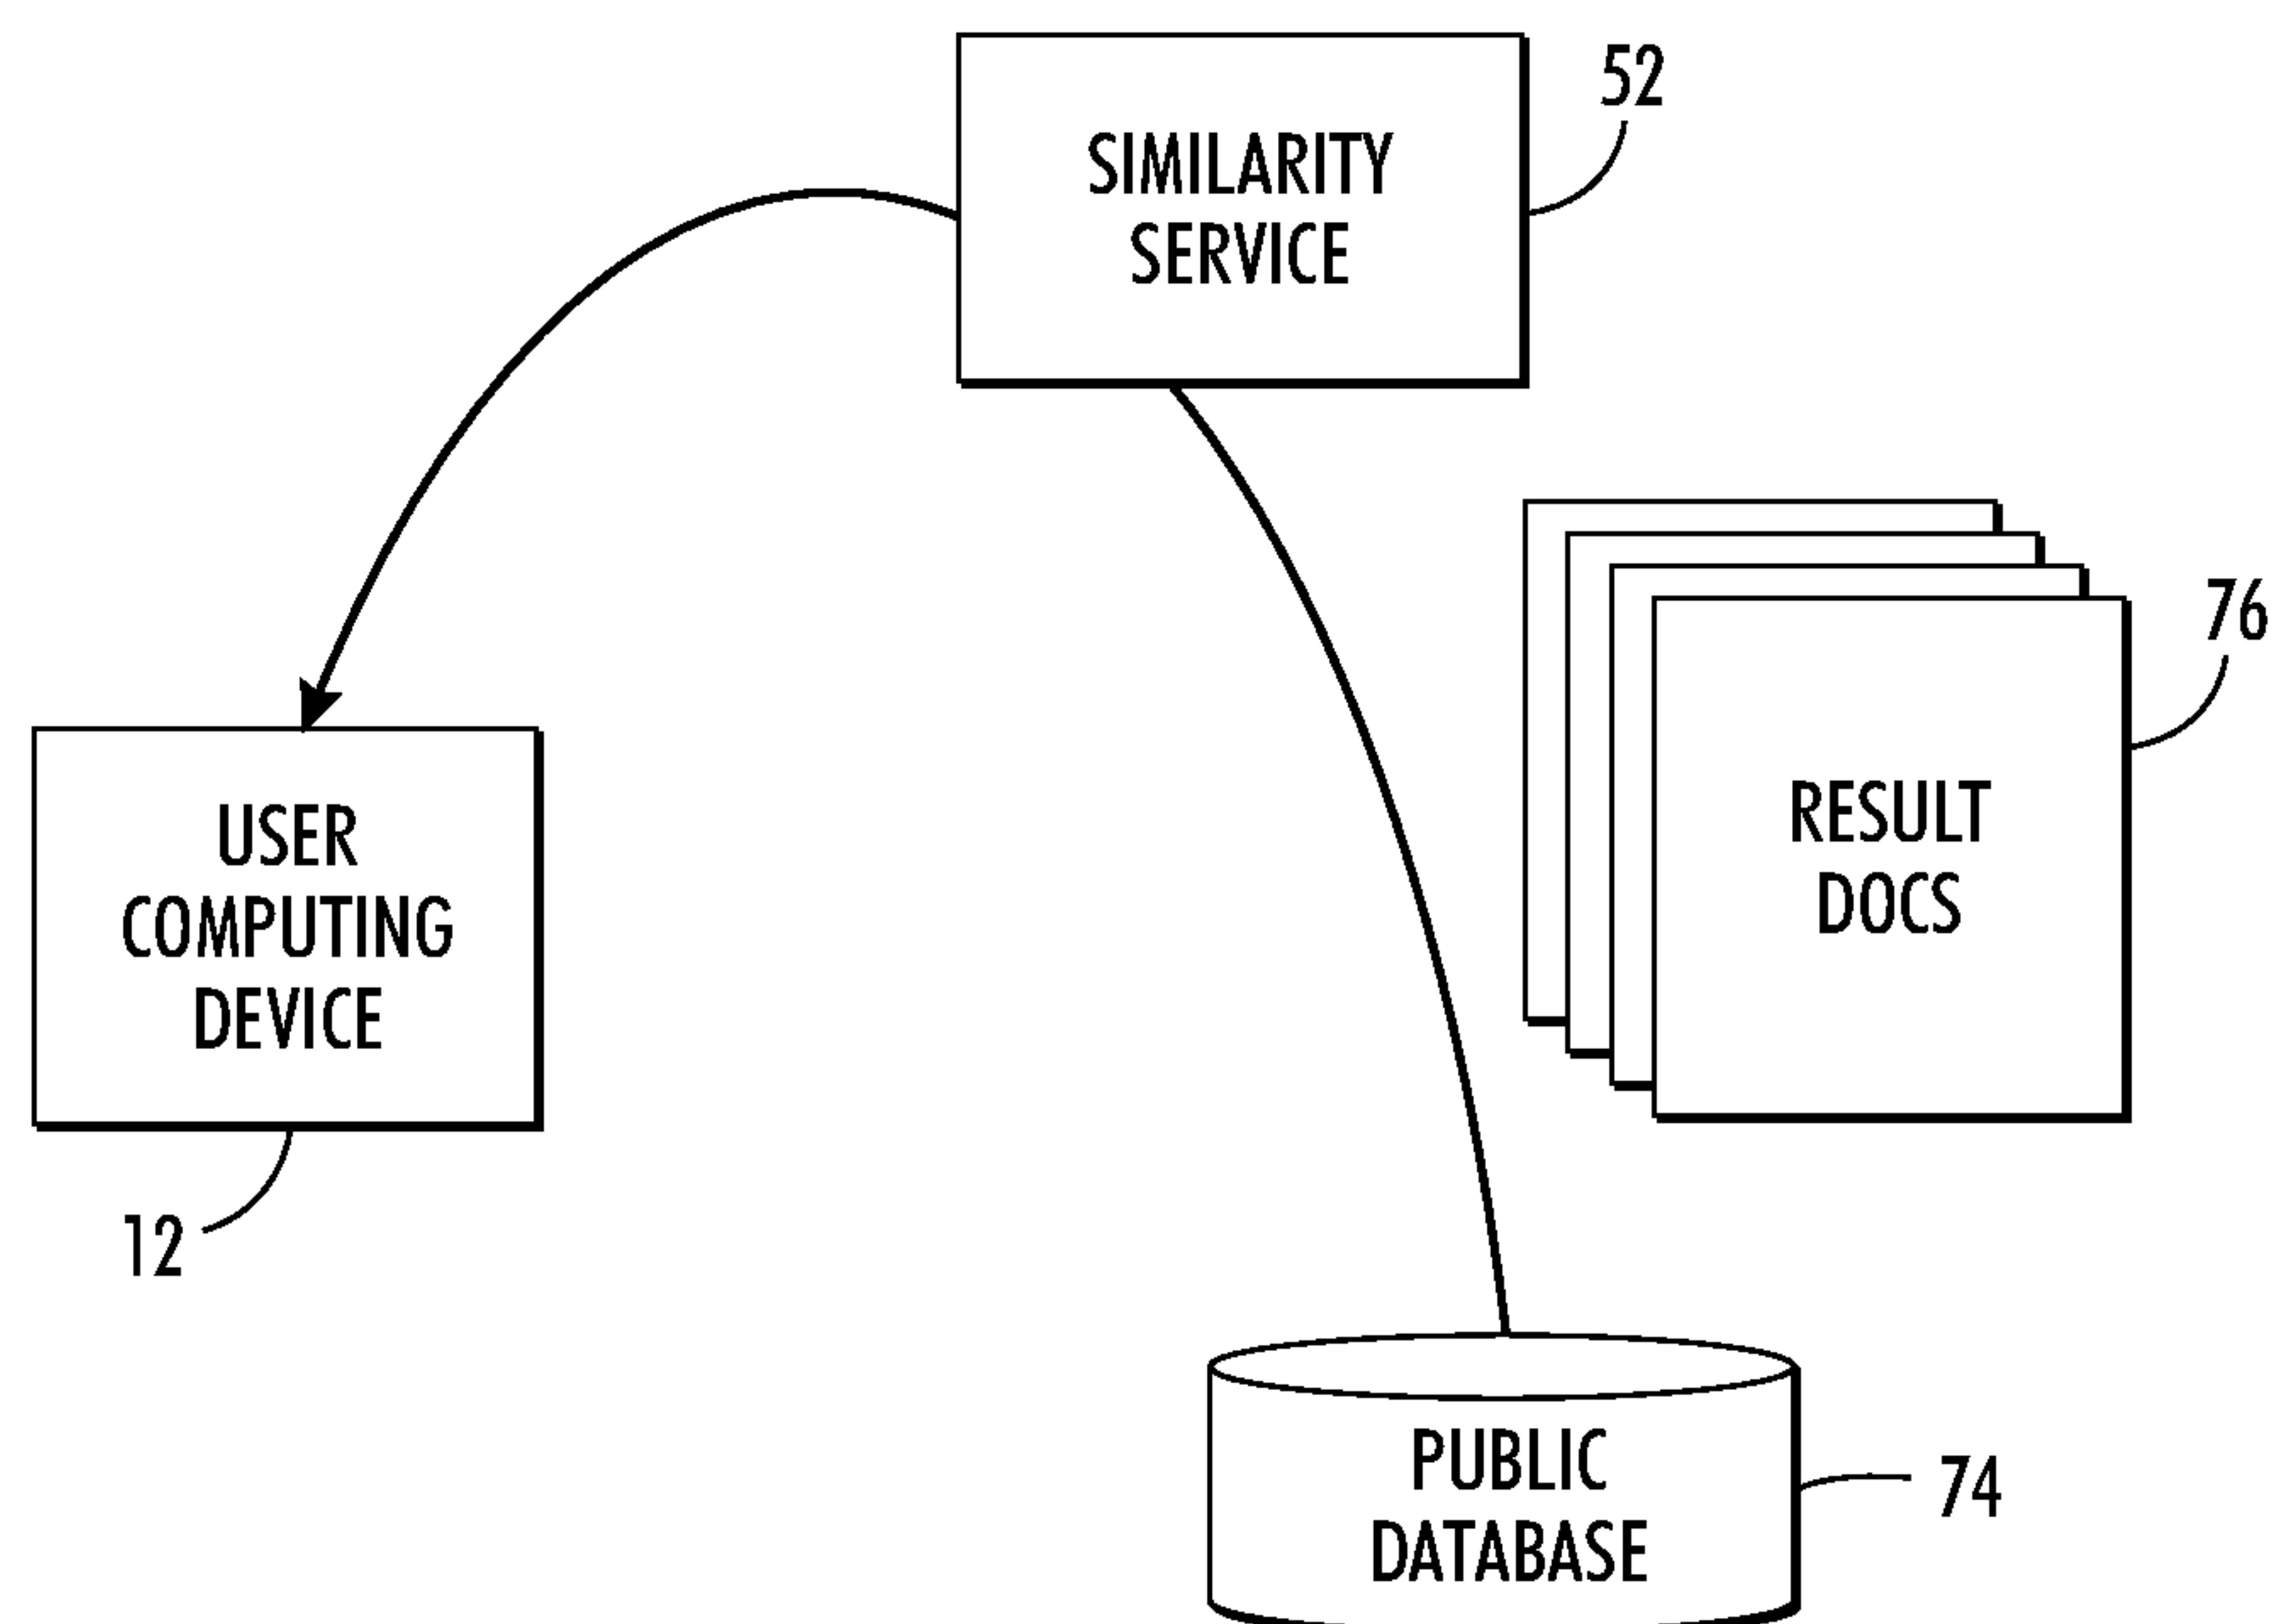 SIMILARITY
SERVICE
52
76
RESULT
DOCS
USER
COMPUTING
DEVICE
12
PUBLIC
DATABASE
74